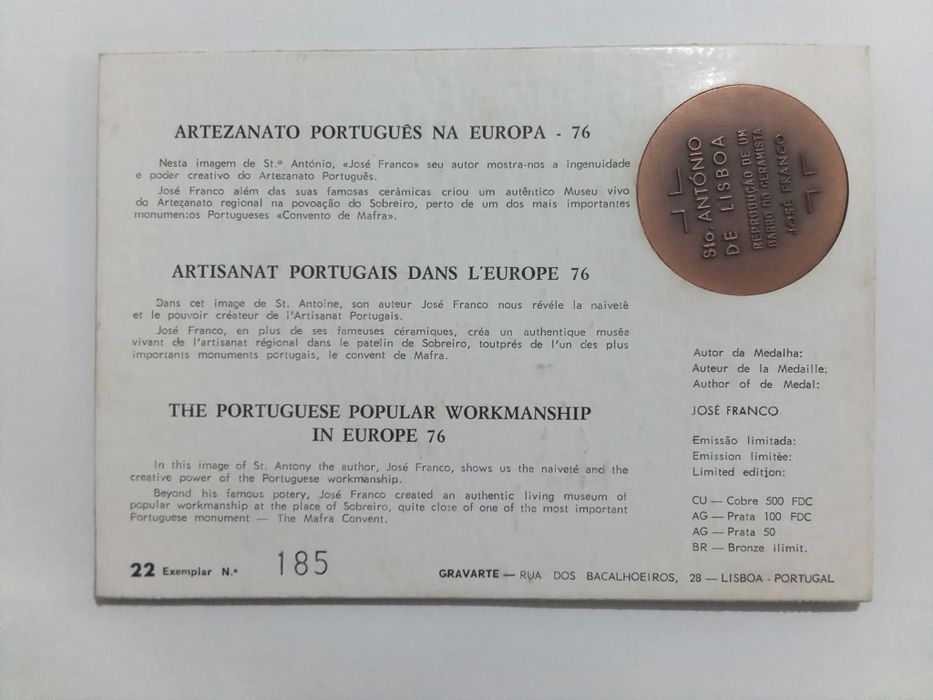 ARTEZANATO PORTUGUÊS NA EUROPA - 76
Nesta imagem de St.º António, «José Franco» seu autor mostra-nos a ingenuidade
e poder creativo do Artezanato Português.
José Franco além das suas famosas cerâmicas criou um autêntico Museu vivo
do Artezanato regional na povoação do Sobreiro, perto de um dos mais importantes
monumentos Portugueses «Convento de Mafra».
ARTISANAT PORTUGAIS DANS L'EUROPE 76
Dans cet image de St. Antoine, son auteur José Franco nous révéle la naiveté
et le pouvoir créateur de l'Artisanat Portugais.
José Franco, en plus de ses fameuses céramiques, créa un authentique muséa
vivant de l'artisanat régional dans le patelin de Sobreiro, toutprés de l'un des plus
importants monuments portugais, le convent de Mafra.
THE PORTUGUESE POPULAR WORKMANSHIP
IN EUROPE 76
In this image of St. Antony the author, José Franco, shows us the naiveté and the
creative power of the Portuguese workmanship.
Beyond his famous potery, José Franco created an authentic living museum of
popular workmanship at the place of Sobreiro, quite close of one of the most important
Portuguese monument — The Mafra Convent.
22 Exemplar N.º 185
GRAVARTE — RUA DOS BACALHOEIROS, 28 — LISBOA - PORTUGAL
Sto. ANTÓNIO
DE LISBOA
REPRODUÇÃO DE UM
BARRO DO CERAMISTA
JOSÉ FRANCO
Autor da Medalha:
Auteur de la Medaille:
Author of de Medal:
JOSÉ FRANCO
Emissão limitada:
Emission limitèe:
Limited edition:
CU — Cobre 500 FDC
AG — Prata 100 FDC
AG — Prata 50
BR — Bronze ilimit.